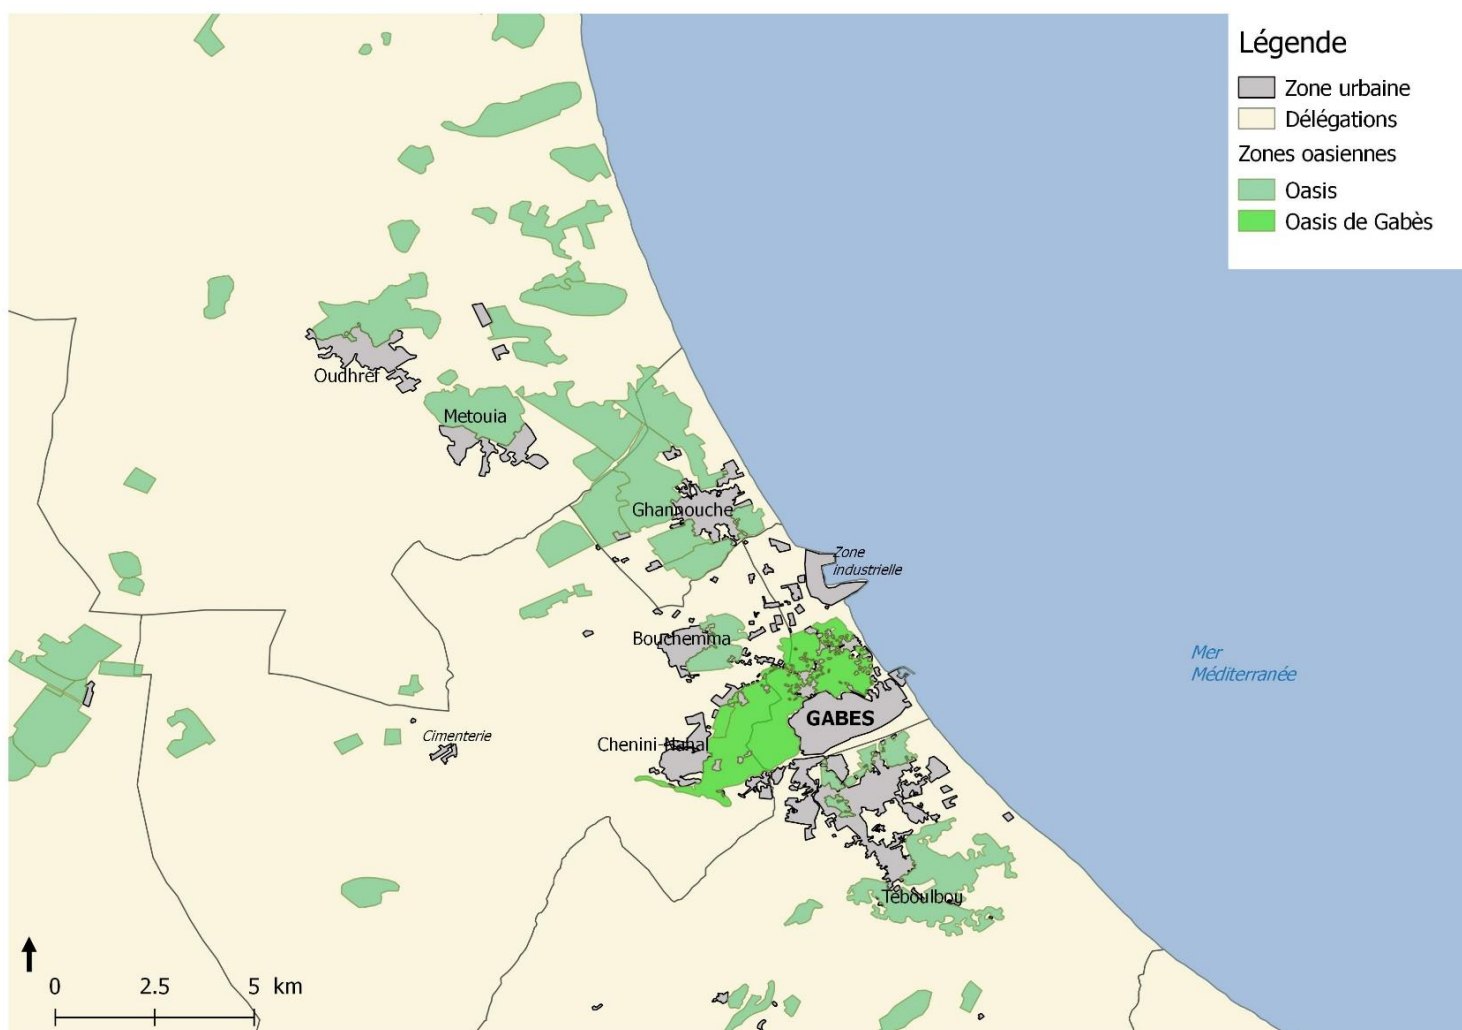 Légende
Zone urbaine
Délégations
Zones oasiennes
Oasis
Oasis de Gabès
Oudhref
Metouia
Ghannouche
Zone
industrielle
Bouchemma
Mer
Méditerranée
GABES
Cimenterie
Chenini-Nahal
Téboulbou
0 2.5 5 km